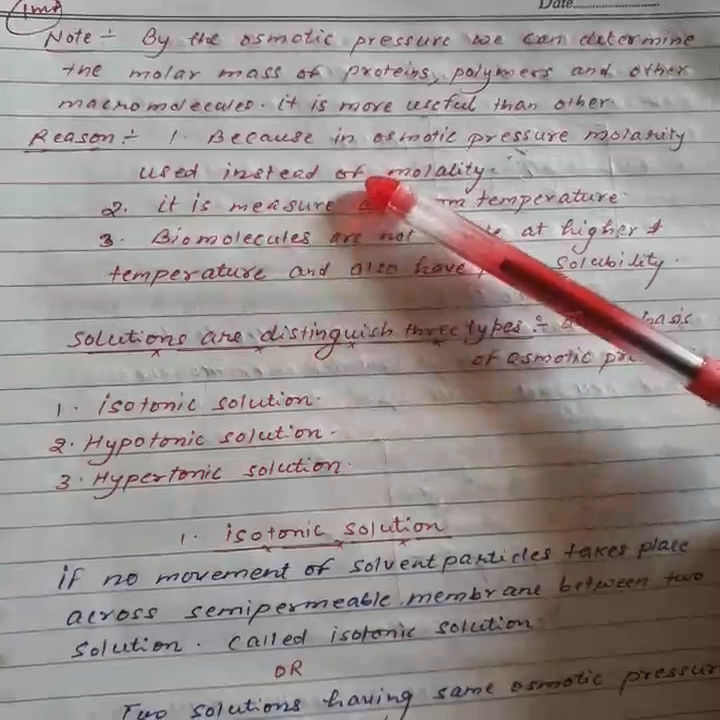 Imp
Date
Note ÷ By the osmotic pressure we can determine
the molar mass of proteins, polymers and other
macromolecules. it is more useful than other.
Reason ÷ 1. Because in osmotic pressure molarity
used instead of molality.
2. it is measure temperature.
3. Biomolecules are not at higher
temperature and also have solubility.
Solutions are distinguish three types ÷ basis
of osmotic
1. isotonic solution.
2. Hypotonic solution.
3. Hypertonic solution.
1. isotonic solution
if no movement of solvent particles takes place
across semipermeable membrane between two
solution. called isotonic solution
OR
Two solutions having same osmotic pressur